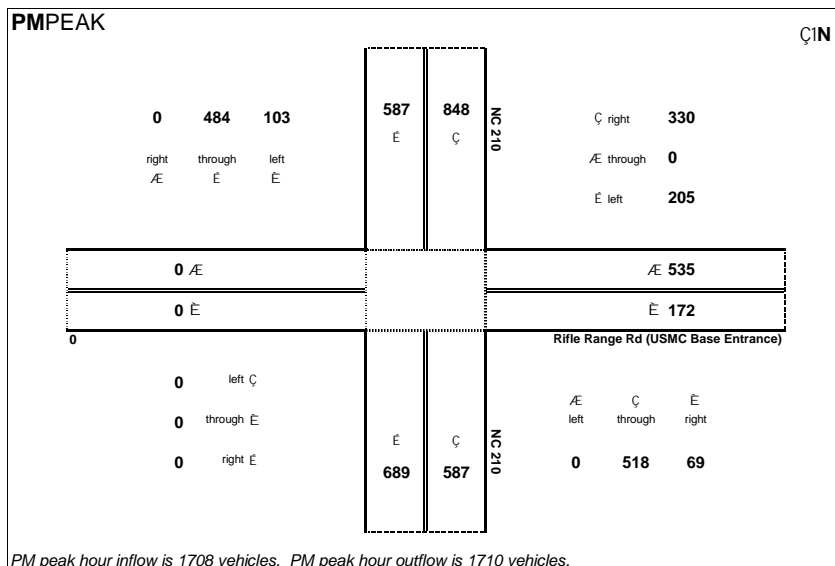 PMPEAK
Ç1N
0 484 103
right through left
Æ É È
587 848
É Ç
NC 210
Ç right 330
Æ through 0
É left 205
0 Æ
Æ 535
0 È
È 172
0
Rifle Range Rd (USMC Base Entrance)
0 left Ç
0 through È
0 right É
É Ç
689 587
NC 210
Æ Ç È
left through right
0 518 69
PM peak hour inflow is 1708 vehicles. PM peak hour outflow is 1710 vehicles.